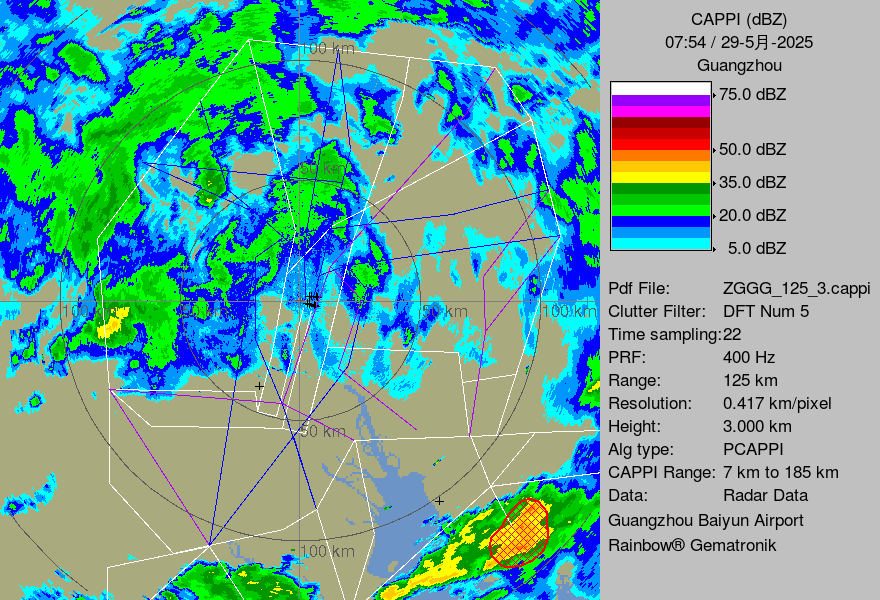 CAPPI (dBZ)
07:54 / 29-5月-2025
Guangzhou
75.0 dBZ
50.0 dBZ
35.0 dBZ
20.0 dBZ
5.0 dBZ
Pdf File: ZGGG_125_3.cappi
Clutter Filter: DFT Num 5
Time sampling:22
PRF: 400 Hz
Range: 125 km
Resolution: 0.417 km/pixel
Height: 3.000 km
Alg type: PCAPPI
CAPPI Range: 7 km to 185 km
Data: Radar Data
Guangzhou Baiyun Airport
Rainbow® Gematronik
100 km
50 km
100 50 km 100 km
50 km
100 km